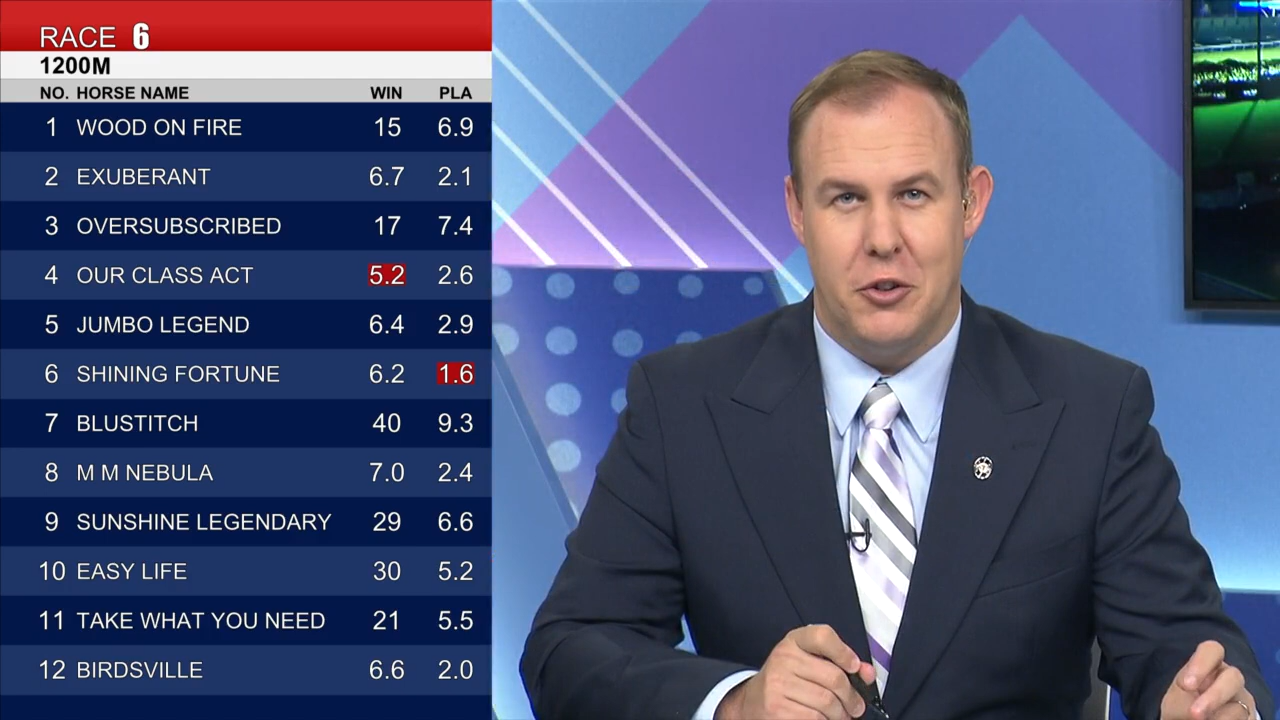 RACE 6
1200M
NO. HORSE NAME WIN PLA
1 WOOD ON FIRE 15 6.9
2 EXUBERANT 6.7 2.1
3 OVERSUBSCRIBED 17 7.4
4 OUR CLASS ACT 5.2 2.6
5 JUMBO LEGEND 6.4 2.9
6 SHINING FORTUNE 6.2 1.6
7 BLUSTITCH 40 9.3
8 M M NEBULA 7.0 2.4
9 SUNSHINE LEGENDARY 29 6.6
10 EASY LIFE 30 5.2
11 TAKE WHAT YOU NEED 21 5.5
12 BIRDSVILLE 6.6 2.0